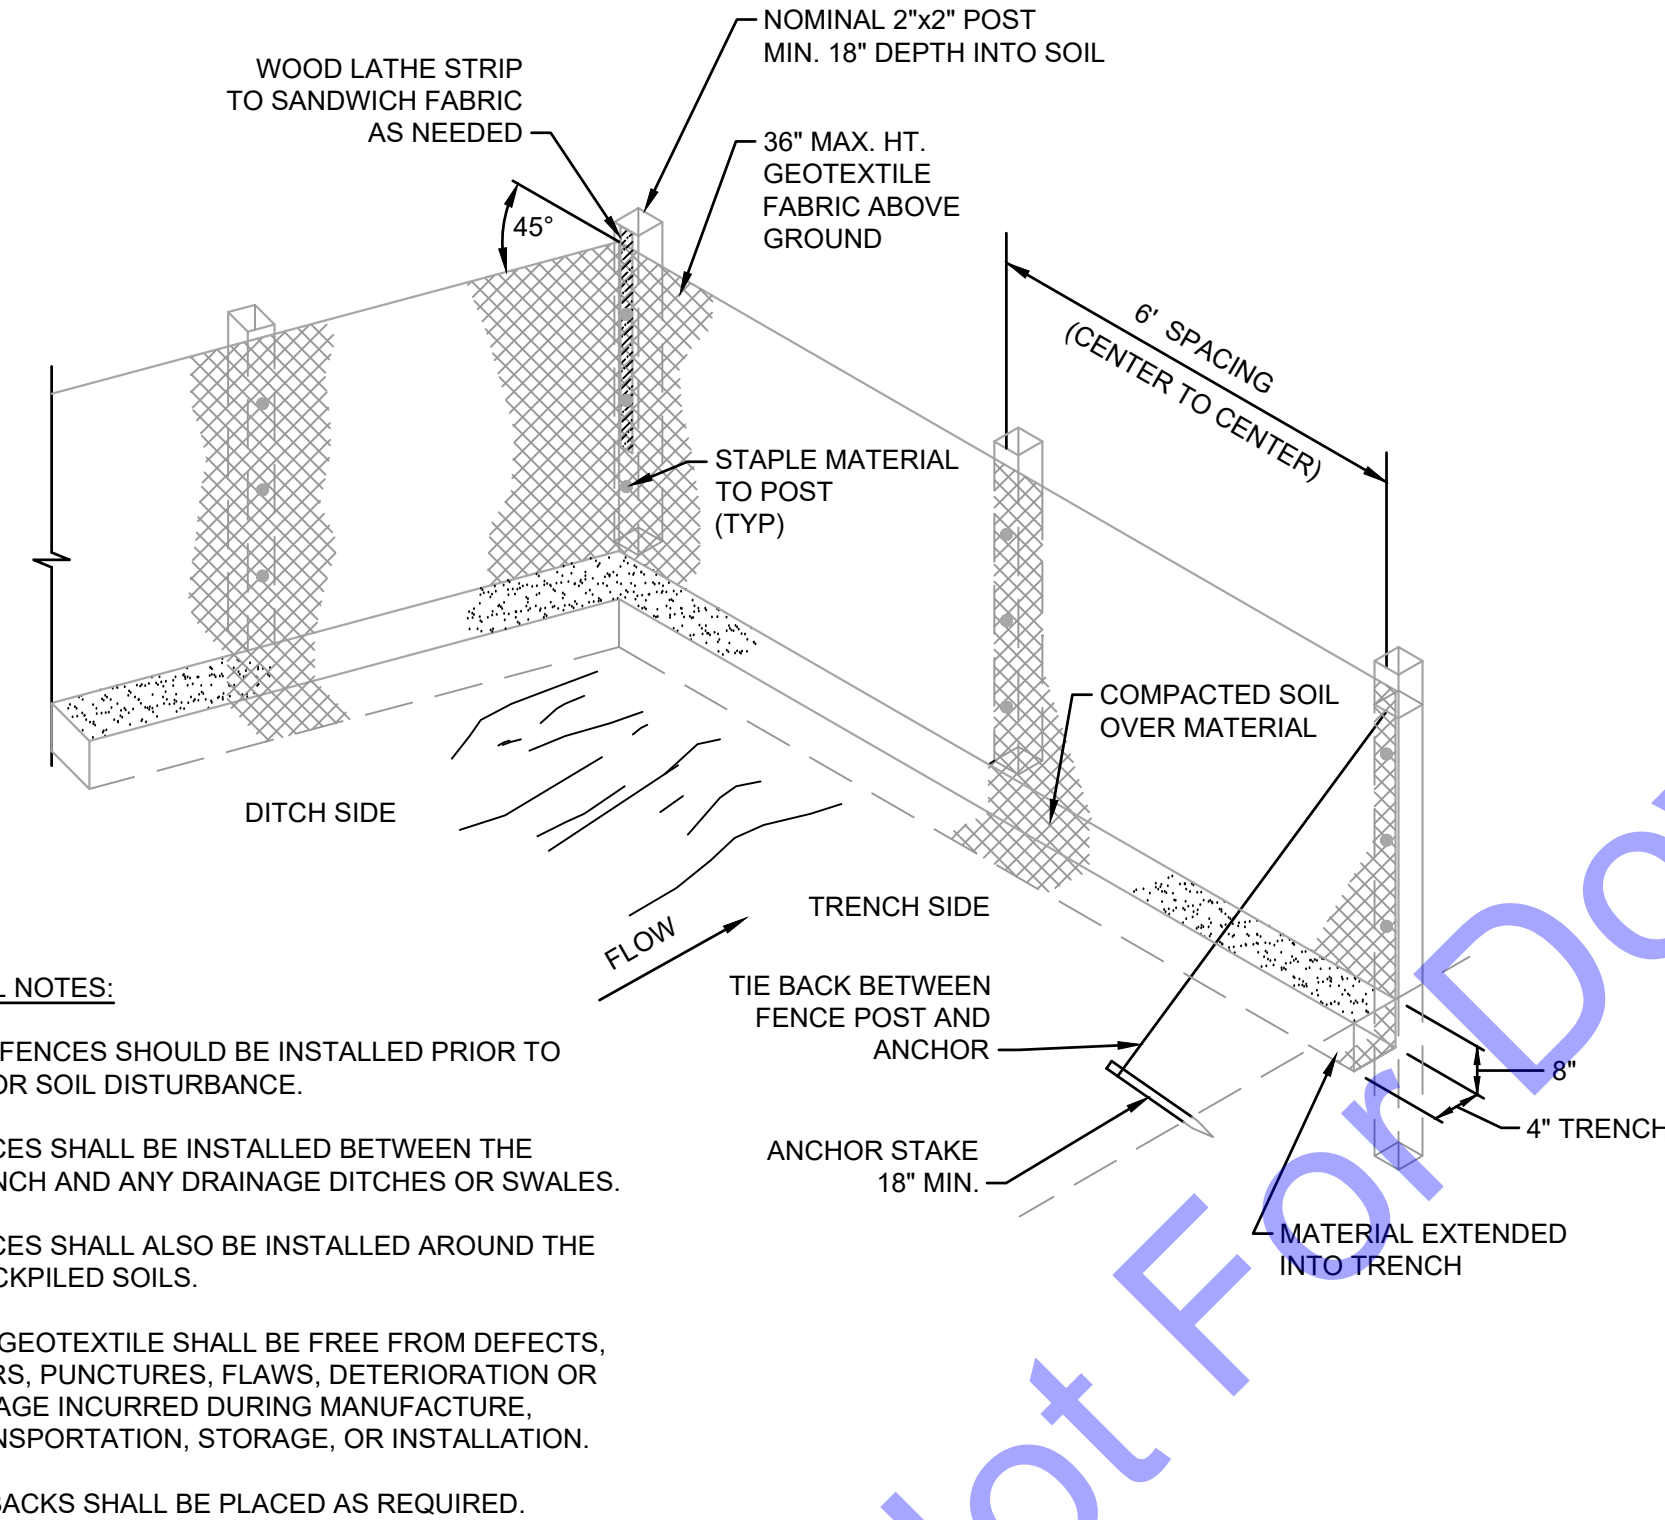 NOMINAL 2"x2" POST
MIN. 18" DEPTH INTO SOIL
WOOD LATHE STRIP
TO SANDWICH FABRIC
AS NEEDED
36" MAX. HT.
GEOTEXTILE
FABRIC ABOVE
GROUND
45°
6' SPACING
(CENTER TO CENTER)
STAPLE MATERIAL
TO POST
(TYP)
COMPACTED SOIL
OVER MATERIAL
DITCH SIDE
TRENCH SIDE
FLOW
TIE BACK BETWEEN
FENCE POST AND
ANCHOR
8"
4" TRENCH
ANCHOR STAKE
18" MIN.
MATERIAL EXTENDED
INTO TRENCH
L NOTES:
FENCES SHOULD BE INSTALLED PRIOR TO
OR SOIL DISTURBANCE.
CES SHALL BE INSTALLED BETWEEN THE
NCH AND ANY DRAINAGE DITCHES OR SWALES.
CES SHALL ALSO BE INSTALLED AROUND THE
CKPILED SOILS.
GEOTEXTILE SHALL BE FREE FROM DEFECTS,
RS, PUNCTURES, FLAWS, DETERIORATION OR
AGE INCURRED DURING MANUFACTURE,
NSPORTATION, STORAGE, OR INSTALLATION.
BACKS SHALL BE PLACED AS REQUIRED.
ot For Do